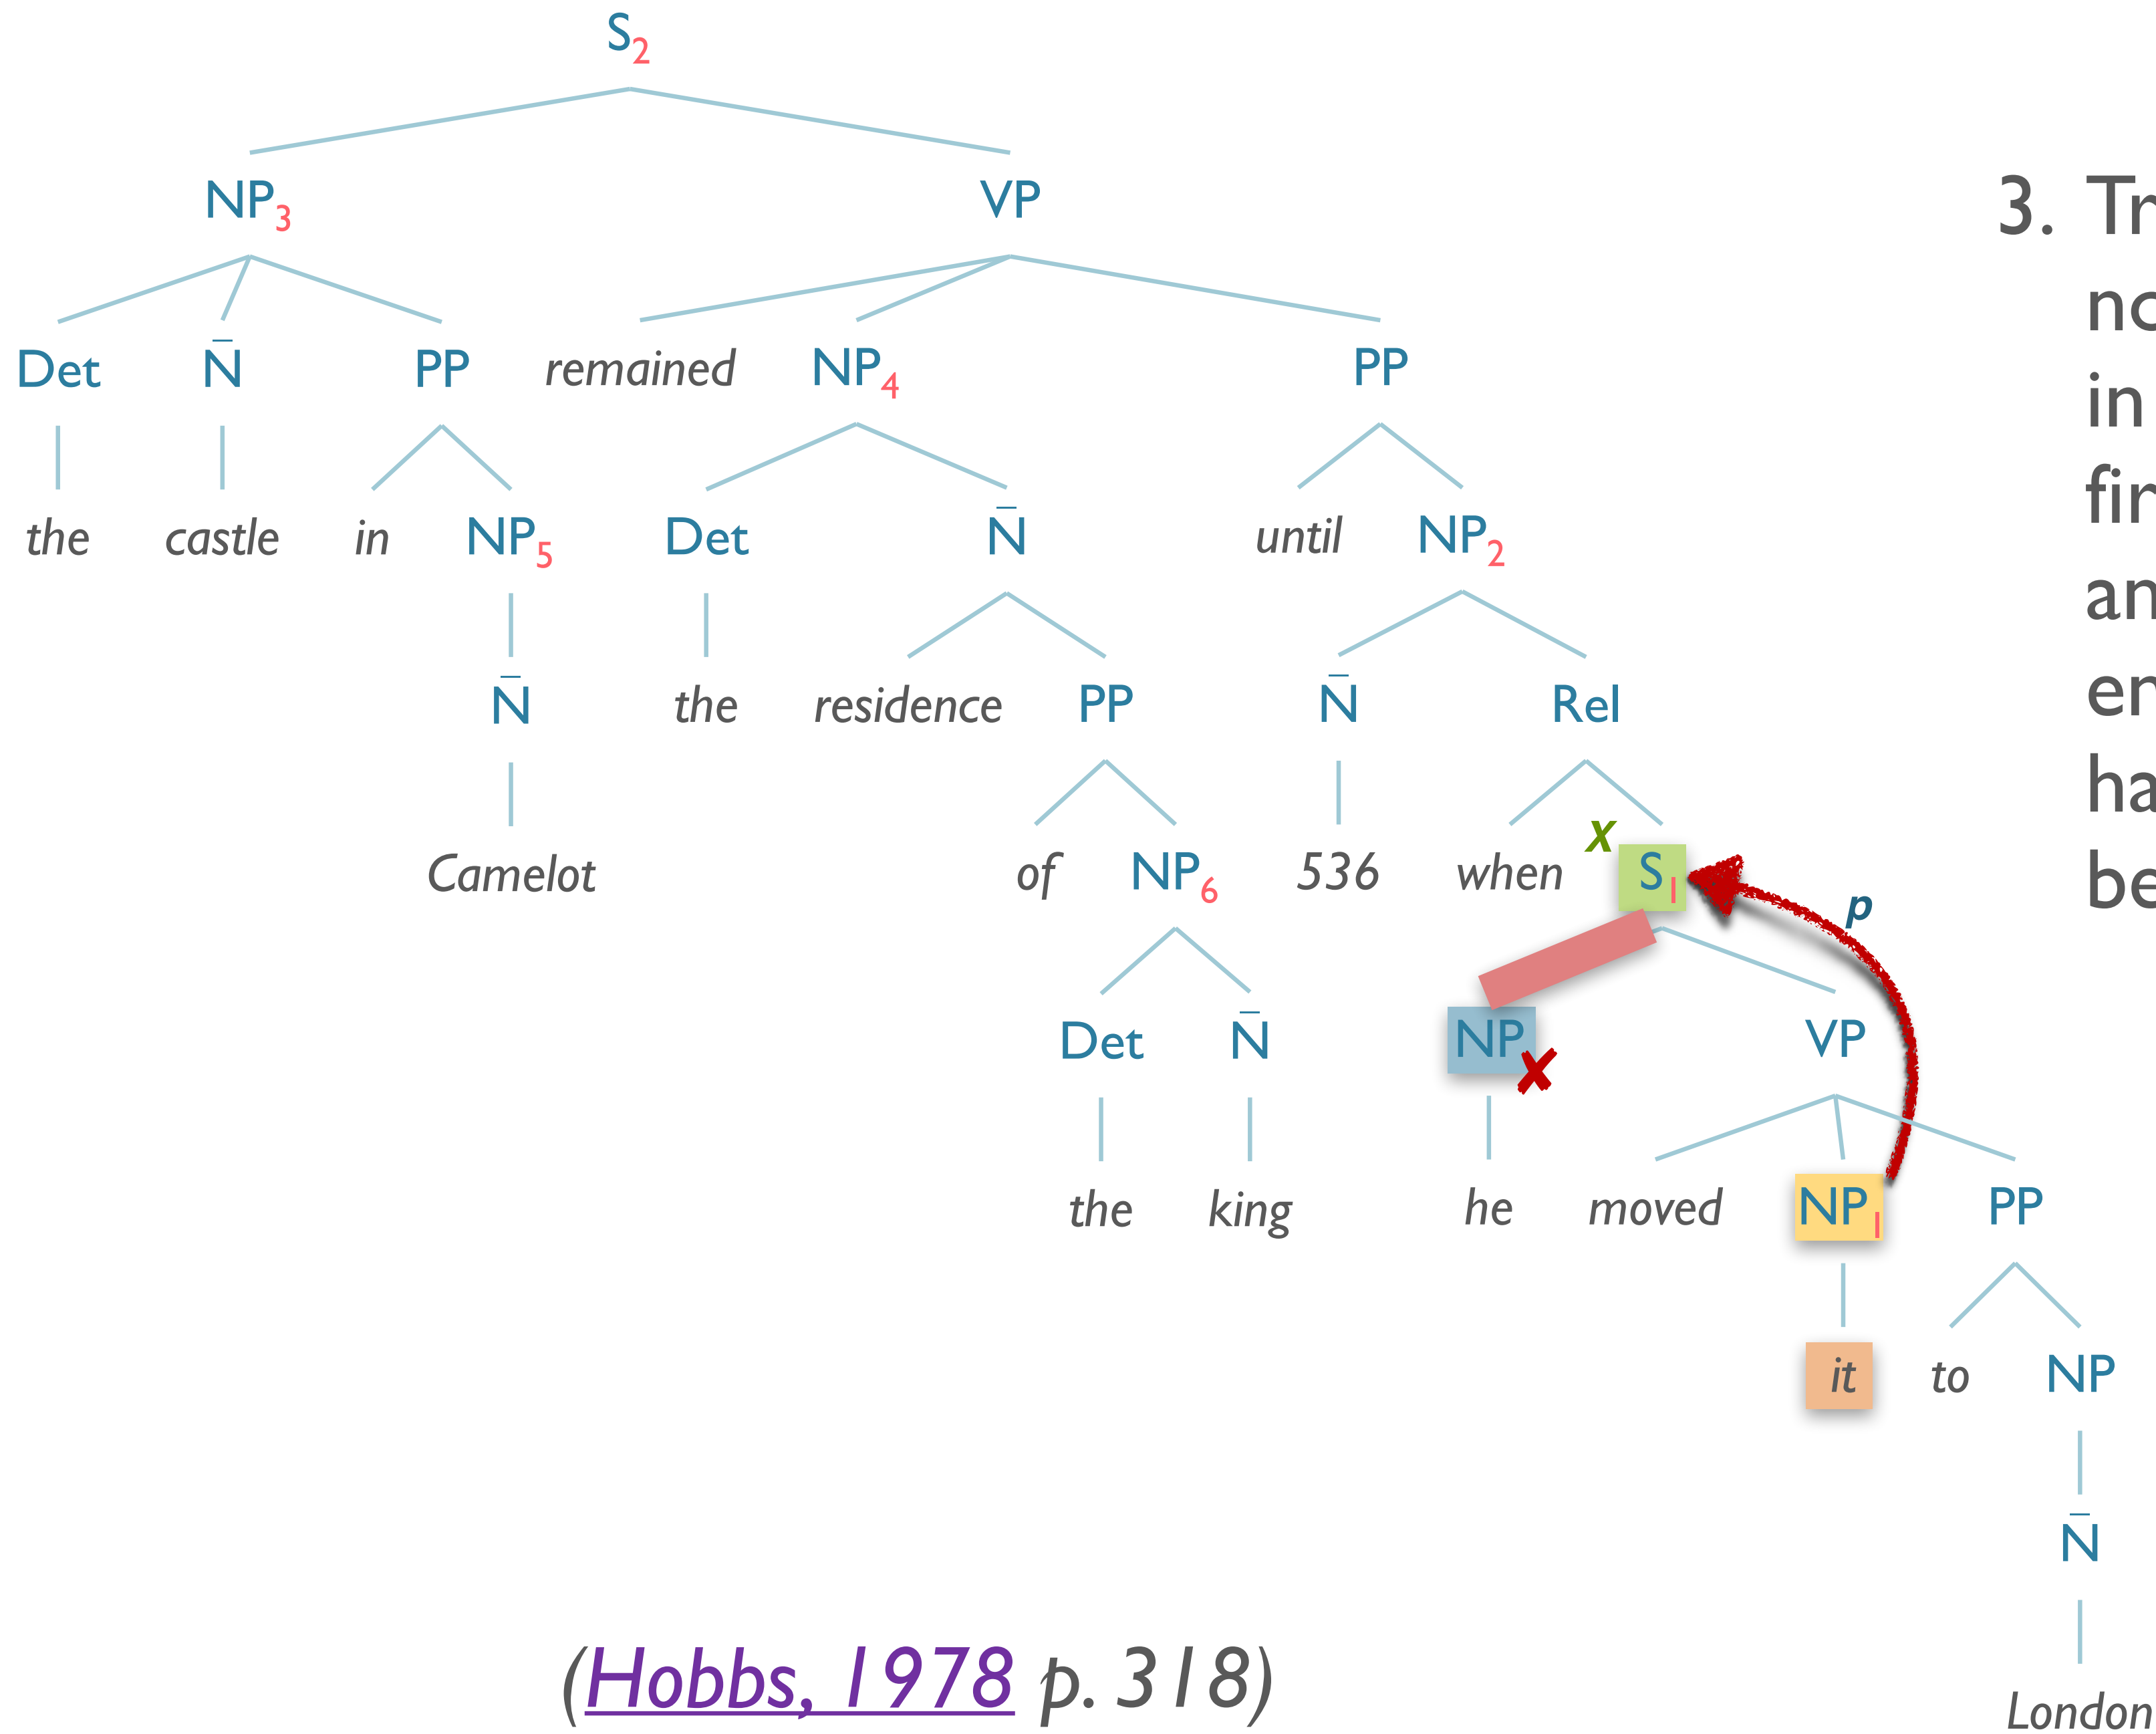 S2
NP3 VP
Det N̄ PP remained NP4 PP
the castle in NP5 Det N̄ until NP2
N̄ the residence PP N̄ Rel
Camelot of NP6 536 when X S1
p
Det N̄ NP ✘ VP
the king he moved NP1 PP
it to NP
N̄
London
3. Tr
no
in
fir
an
en
ha
be
(Hobbs, 1978 p. 318)